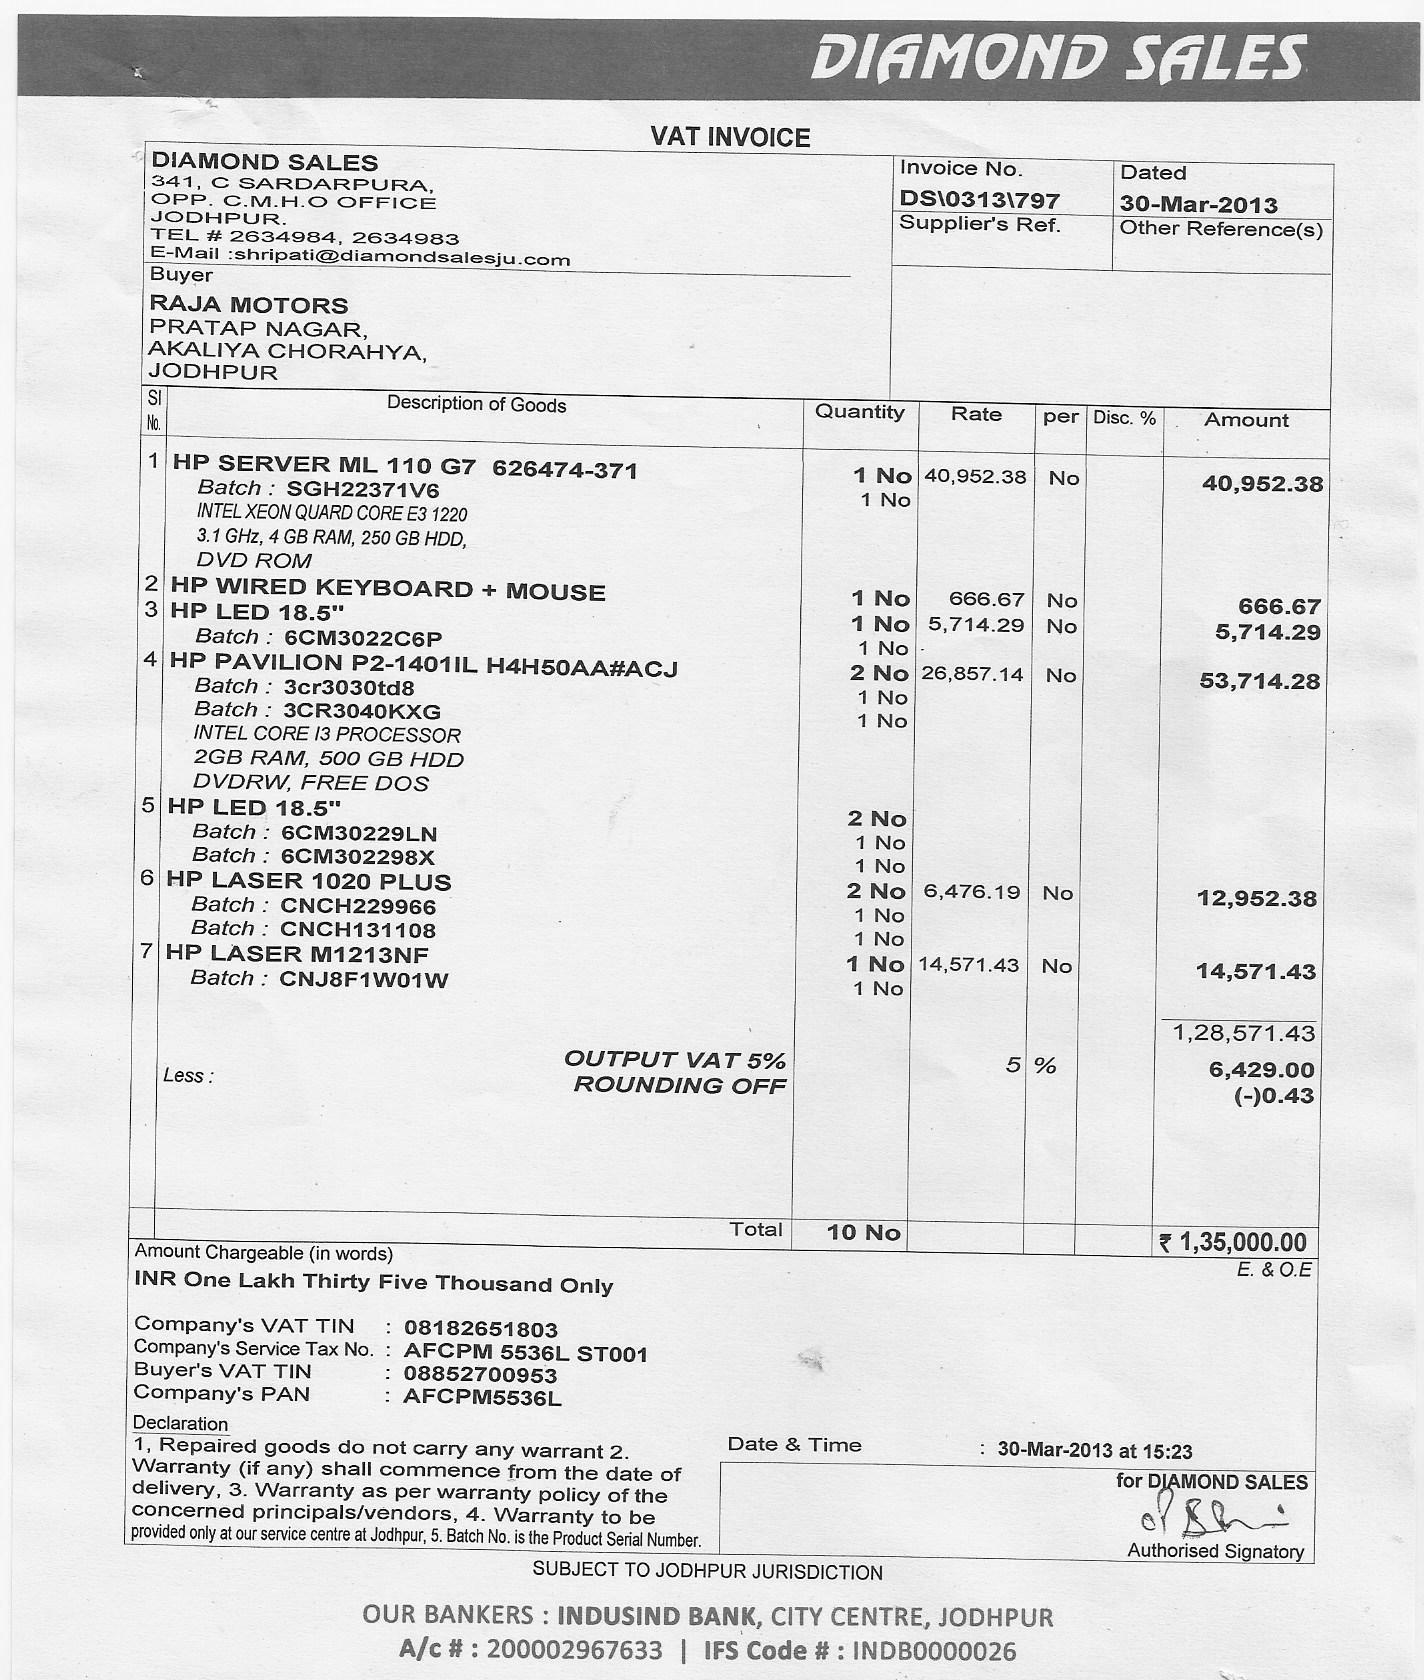 DIAMOND SALES
VAT INVOICE
DIAMOND SALES
341, C SARDARPURA,
OPP. C.M.H.O OFFICE
JODHPUR.
TEL # 2634984, 2634983
E-Mail :shripati@diamondsalesju.com
Invoice No. Dated
DS\0313\797 30-Mar-2013
Supplier's Ref. Other Reference(s)
Buyer
RAJA MOTORS
PRATAP NAGAR,
AKALIYA CHORAHYA,
JODHPUR
Sl No. Description of Goods Quantity Rate per Disc. % Amount
1 HP SERVER ML 110 G7 626474-371 1 No 40,952.38 No 40,952.38
Batch : SGH22371V6 1 No
INTEL XEON QUARD CORE E3 1220
3.1 GHz, 4 GB RAM, 250 GB HDD,
DVD ROM
2 HP WIRED KEYBOARD + MOUSE 1 No 666.67 No 666.67
3 HP LED 18.5" 1 No 5,714.29 No 5,714.29
Batch : 6CM3022C6P 1 No
4 HP PAVILION P2-1401IL H4H50AA#ACJ 2 No 26,857.14 No 53,714.28
Batch : 3cr3030td8 1 No
Batch : 3CR3040KXG 1 No
INTEL CORE I3 PROCESSOR
2GB RAM, 500 GB HDD
DVDRW, FREE DOS
5 HP LED 18.5" 2 No
Batch : 6CM30229LN 1 No
Batch : 6CM302298X 1 No
6 HP LASER 1020 PLUS 2 No 6,476.19 No 12,952.38
Batch : CNCH229966 1 No
Batch : CNCH131108 1 No
7 HP LASER M1213NF 1 No 14,571.43 No 14,571.43
Batch : CNJ8F1W01W 1 No
1,28,571.43
OUTPUT VAT 5% 5 % 6,429.00
Less : ROUNDING OFF (-)0.43
Total 10 No ₹ 1,35,000.00
Amount Chargeable (in words) E. & O.E
INR One Lakh Thirty Five Thousand Only
Company's VAT TIN : 08182651803
Company's Service Tax No. : AFCPM 5536L ST001
Buyer's VAT TIN : 08852700953
Company's PAN : AFCPM5536L
Declaration
1, Repaired goods do not carry any warrant 2.
Warranty (if any) shall commence from the date of
delivery, 3. Warranty as per warranty policy of the
concerned principals/vendors, 4. Warranty to be
provided only at our service centre at Jodhpur, 5. Batch No. is the Product Serial Number.
Date & Time : 30-Mar-2013 at 15:23
for DIAMOND SALES
Authorised Signatory
SUBJECT TO JODHPUR JURISDICTION
OUR BANKERS : INDUSIND BANK, CITY CENTRE, JODHPUR
A/c # : 200002967633 | IFS Code # : INDB0000026